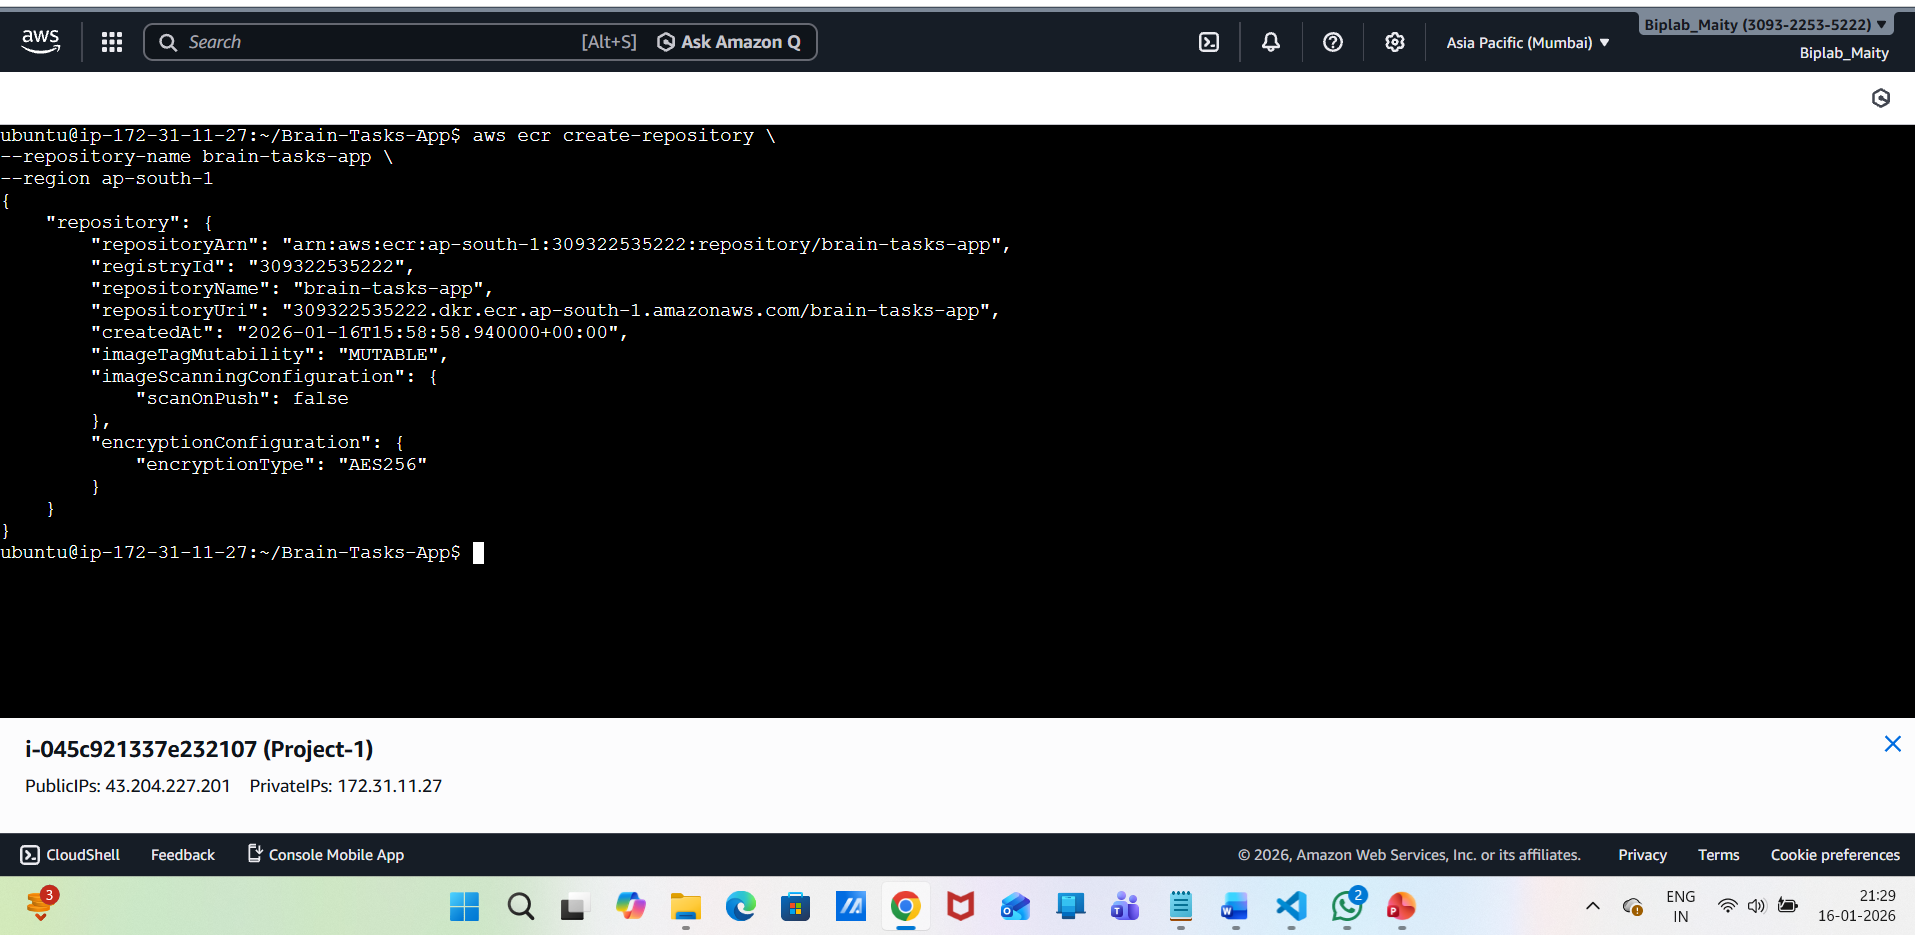 aws
Search [Alt+S] Ask Amazon Q
Asia Pacific (Mumbai) ▼
Biplab_Maity (3093-2253-5222) ▼
Biplab_Maity
ubuntu@ip-172-31-11-27:~/Brain-Tasks-App$ aws ecr create-repository \
--repository-name brain-tasks-app \
--region ap-south-1
{
    "repository": {
        "repositoryArn": "arn:aws:ecr:ap-south-1:309322535222:repository/brain-tasks-app",
        "registryId": "309322535222",
        "repositoryName": "brain-tasks-app",
        "repositoryUri": "309322535222.dkr.ecr.ap-south-1.amazonaws.com/brain-tasks-app",
        "createdAt": "2026-01-16T15:58:58.940000+00:00",
        "imageTagMutability": "MUTABLE",
        "imageScanningConfiguration": {
            "scanOnPush": false
        },
        "encryptionConfiguration": {
            "encryptionType": "AES256"
        }
    }
}
ubuntu@ip-172-31-11-27:~/Brain-Tasks-App$
i-045c921337e232107 (Project-1)
PublicIPs: 43.204.227.201 PrivateIPs: 172.31.11.27
CloudShell Feedback Console Mobile App © 2026, Amazon Web Services, Inc. or its affiliates. Privacy Terms Cookie preferences
3
2
ENG
IN
21:29
16-01-2026